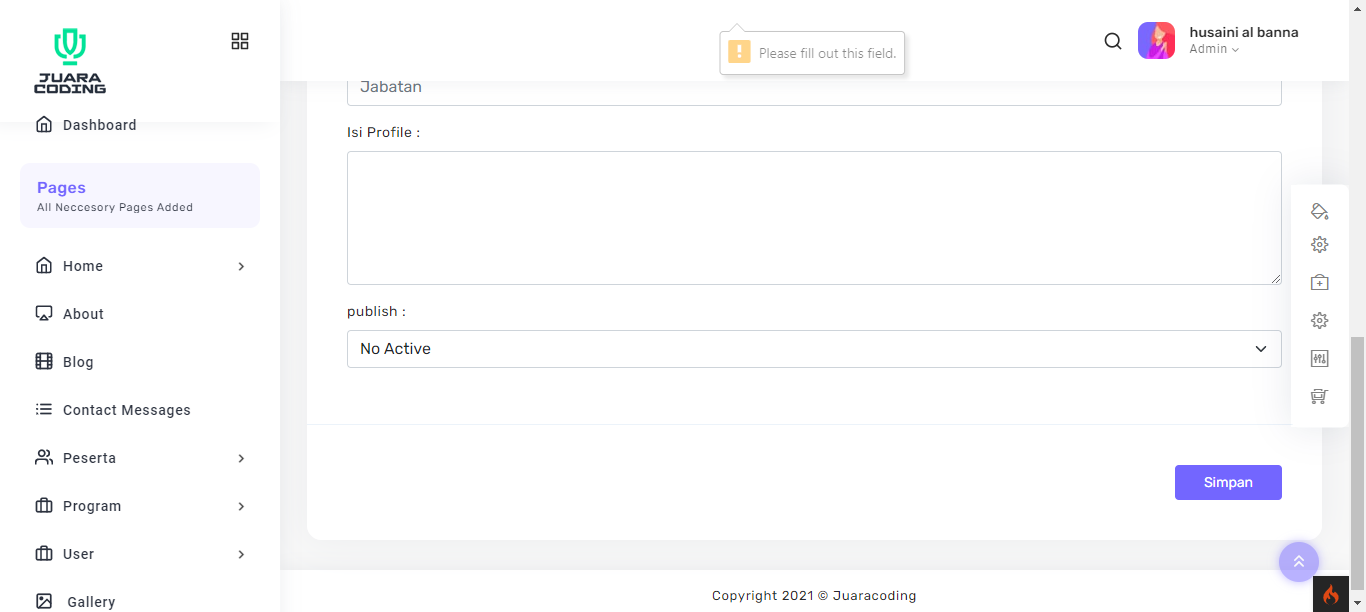 JUARA
CODING
Please fill out this field.
husaini al banna
Admin
Dashboard
Pages
All Neccesory Pages Added
Home
About
Blog
Contact Messages
Peserta
Program
User
Gallery
Jabatan
Isi Profile :
publish :
No Active
Simpan
Copyright 2021 © Juaracoding